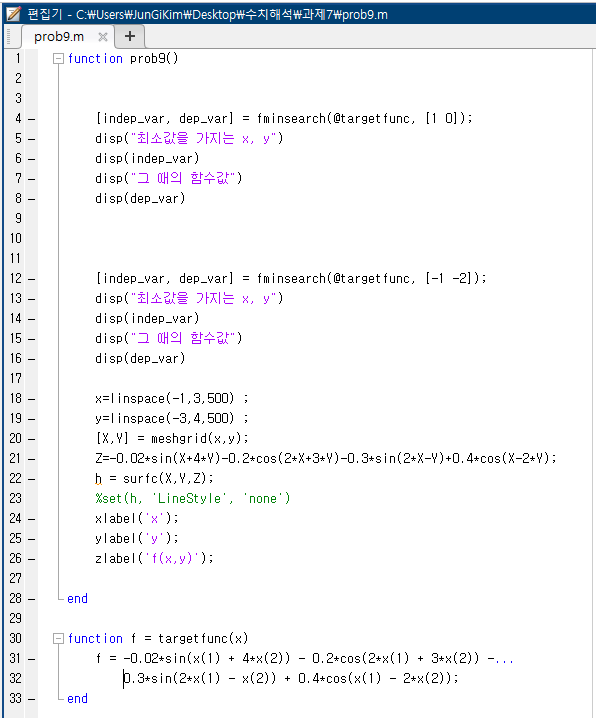 편집기 - C:₩Users₩JunGiKim₩Desktop₩수치해석₩과제7₩prob9.m
prob9.m × +
1 function prob9()
2
3
4 – [indep_var, dep_var] = fminsearch(@targetfunc, [1 0]);
5 – disp("최소값을 가지는 x, y")
6 – disp(indep_var)
7 – disp("그 때의 함수값")
8 – disp(dep_var)
9
10
11
12 – [indep_var, dep_var] = fminsearch(@targetfunc, [-1 -2]);
13 – disp("최소값을 가지는 x, y")
14 – disp(indep_var)
15 – disp("그 때의 함수값")
16 – disp(dep_var)
17
18 – x=linspace(-1,3,500) ;
19 – y=linspace(-3,4,500) ;
20 – [X,Y] = meshgrid(x,y);
21 – Z=-0.02*sin(X+4*Y)-0.2*cos(2*X+3*Y)-0.3*sin(2*X-Y)+0.4*cos(X-2*Y);
22 – h = surfc(X,Y,Z);
23 %set(h, 'LineStyle', 'none')
24 – xlabel('x');
25 – ylabel('y');
26 – zlabel('f(x,y)');
27
28 – end
29
30 function f = targetfunc(x)
31 – f = -0.02*sin(x(1) + 4*x(2)) - 0.2*cos(2*x(1) + 3*x(2)) -...
32 0.3*sin(2*x(1) - x(2)) + 0.4*cos(x(1) - 2*x(2));
33 – end